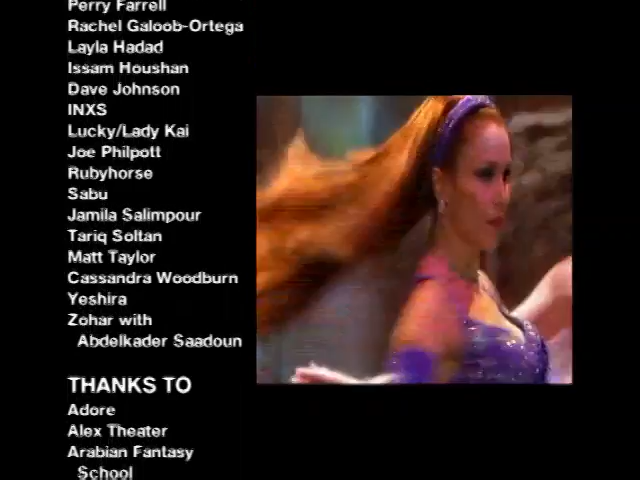 Perry Farrell
Rachel Galoob-Ortega
Layla Hadad
Issam Houshan
Dave Johnson
INXS
Lucky/Lady Kai
Joe Philpott
Rubyhorse
Sabu
Jamila Salimpour
Tariq Soltan
Matt Taylor
Cassandra Woodburn
Yeshira
Zohar with
Abdelkader Saadoun
THANKS TO
Adore
Alex Theater
Arabian Fantasy
School